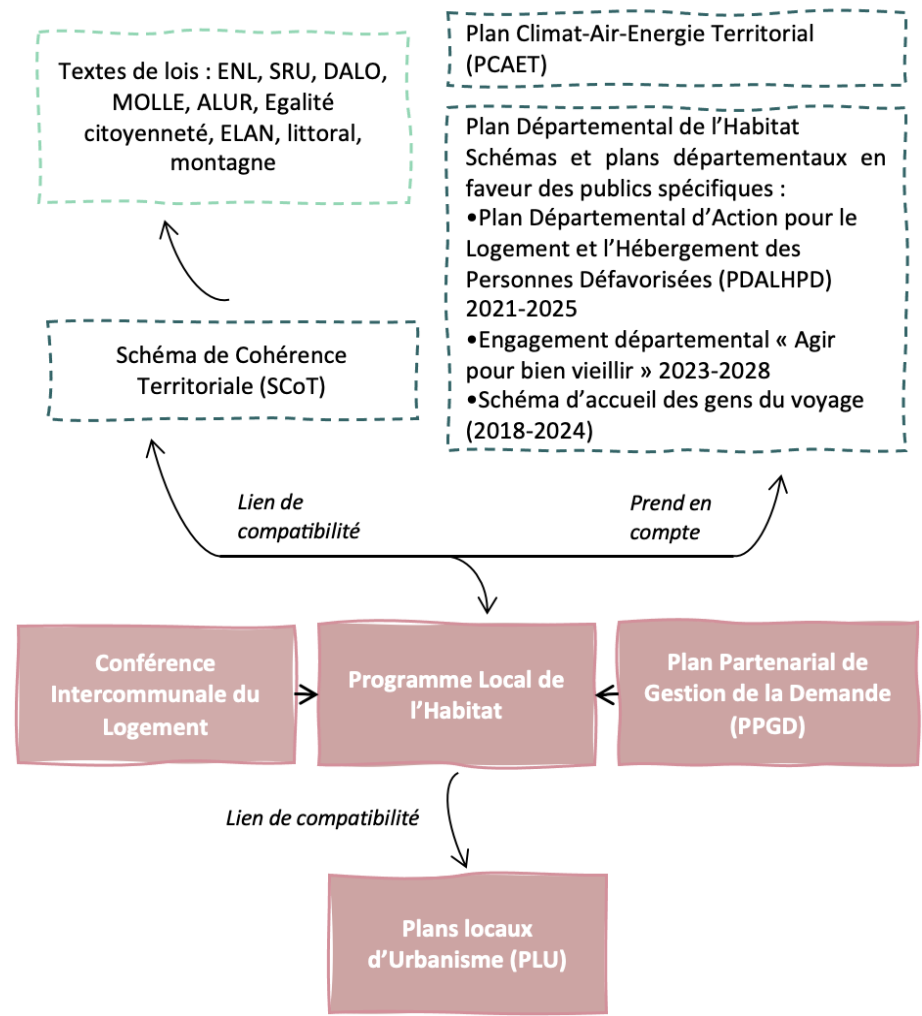 Textes de lois : ENL, SRU, DALO,
MOLLE, ALUR, Egalité
citoyenneté, ELAN, littoral,
montagne
Plan Climat-Air-Energie Territorial
(PCAET)
Plan Départemental de l’Habitat
Schémas et plans départementaux en
faveur des publics spécifiques :
•Plan Départemental d’Action pour le
Logement et l’Hébergement des
Personnes Défavorisées (PDALHPD)
2021-2025
•Engagement départemental « Agir
pour bien vieillir » 2023-2028
•Schéma d’accueil des gens du voyage
(2018-2024)
Schéma de Cohérence
Territoriale (SCoT)
Lien de
compatibilité
Prend en
compte
Conférence
Intercommunale du
Logement
Programme Local de
l’Habitat
Plan Partenarial de
Gestion de la Demande
(PPGD)
Lien de compatibilité
Plans locaux
d’Urbanisme (PLU)